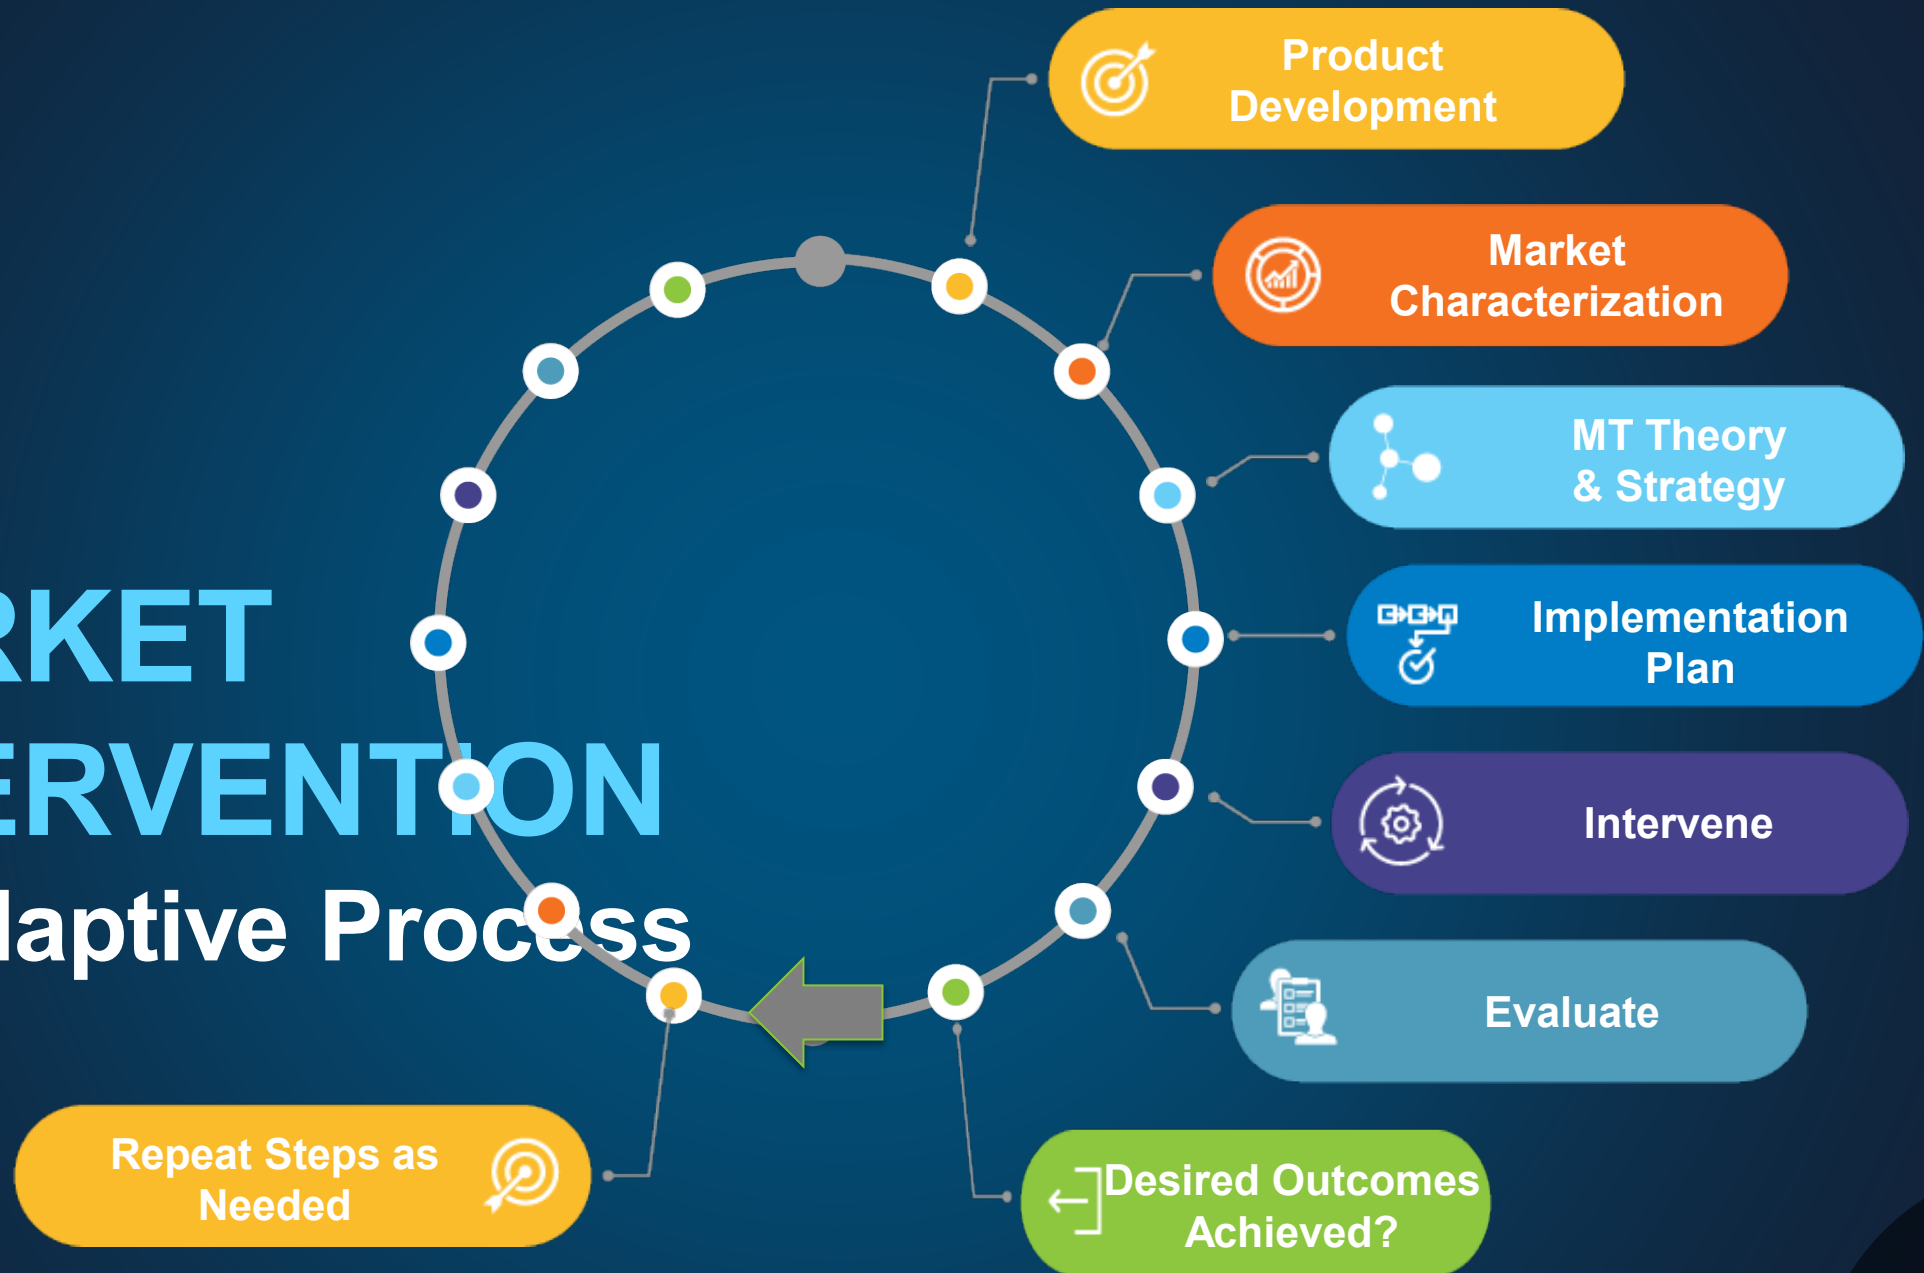 Product
Development
Market
Characterization
MT Theory
& Strategy
Implementation
Plan
Intervene
Evaluate
Desired Outcomes
Achieved?
Repeat Steps as
Needed
RKET
ERVENTION
daptive Process